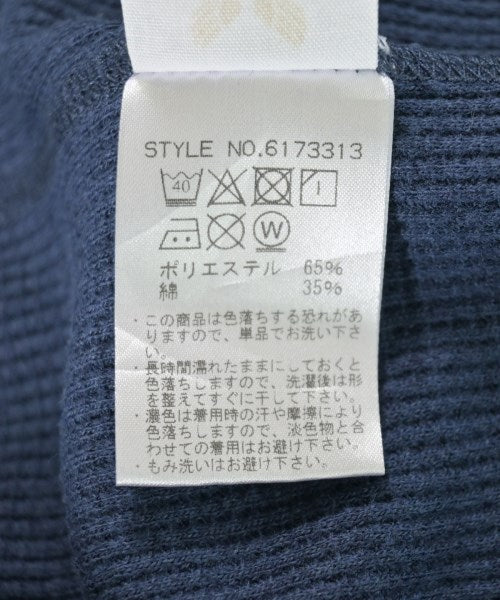 STYLE NO.6173313
40
W
ポリエステル 65%
綿 35%
・この商品は色落ちする恐れがあ
りますので、単品でお洗い下さ
い。
・長時間濡れたままにしておくと
色落ちしますので、洗濯後は形
を整えてすぐに干して下さい。
・濃色は着用時の汗や摩擦により
色落ちしますので、淡色物と合
わせての着用はお避け下さい。
・もみ洗いはお避け下さい。